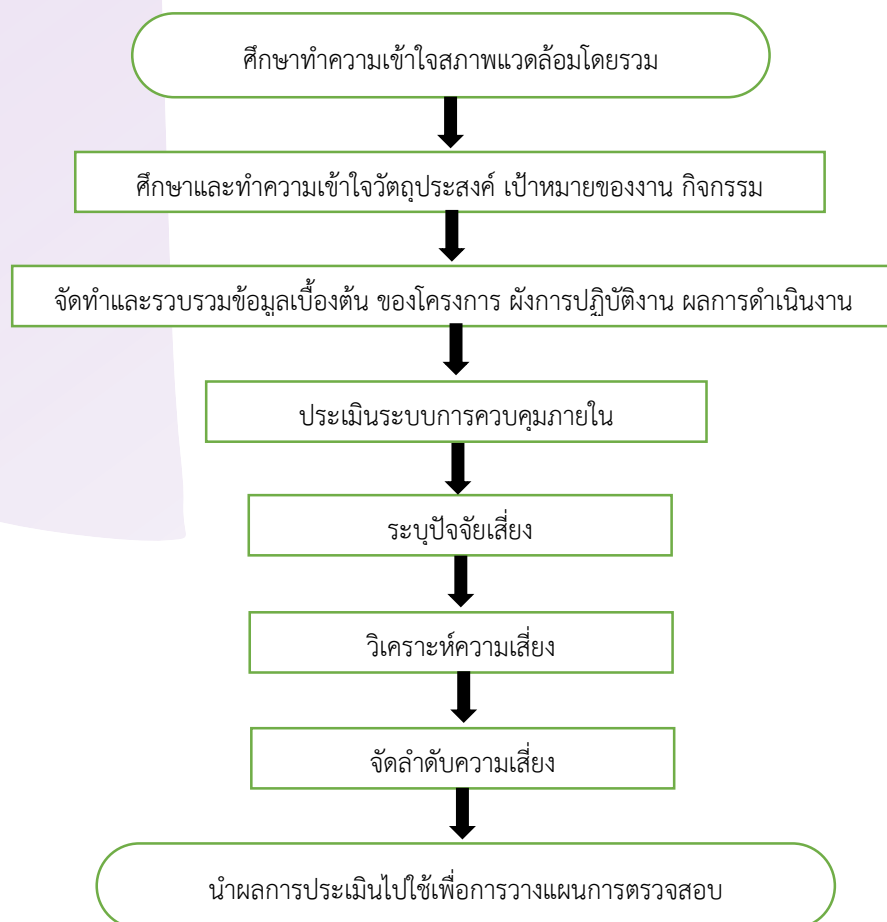 ศึกษาทำความเข้าใจสภาพแวดล้อมโดยรวม
ศึกษาและทำความเข้าใจวัตถุประสงค์ เป้าหมายของงาน กิจกรรม
จัดทำและรวบรวมข้อมูลเบื้องต้น ของโครงการ ผังการปฏิบัติงาน ผลการดำเนินงาน
ประเมินระบบการควบคุมภายใน
ระบุปัจจัยเสี่ยง
วิเคราะห์ความเสี่ยง
จัดลำดับความเสี่ยง
นำผลการประเมินไปใช้เพื่อการวางแผนการตรวจสอบ